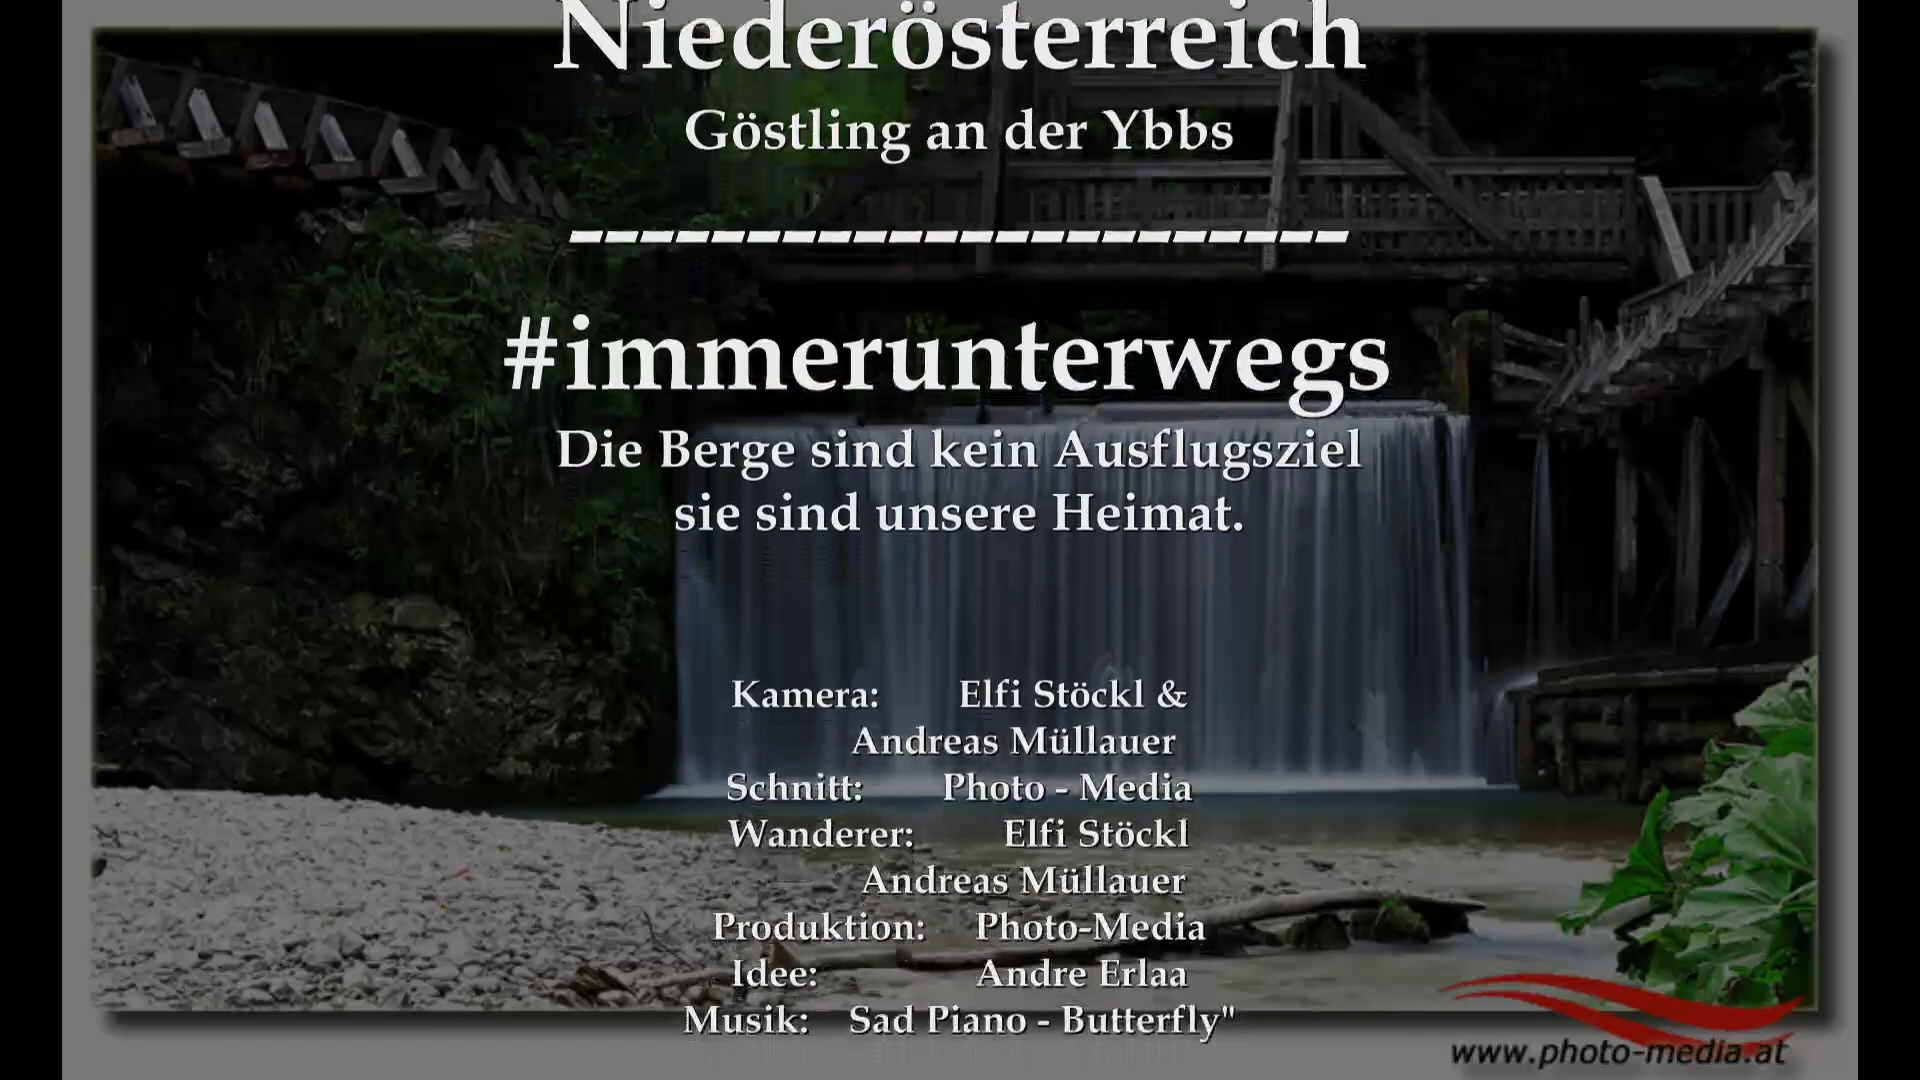 Niederösterreich
Göstling an der Ybbs
----------------------
#immerunterwegs
Die Berge sind kein Ausflugsziel
sie sind unsere Heimat.
Kamera: Elfi Stöckl &
Andreas Müllauer
Schnitt: Photo - Media
Wanderer: Elfi Stöckl
Andreas Müllauer
Produktion: Photo-Media
Idee: Andre Erlaa
Musik: Sad Piano - Butterfly"
www.photo-media.at